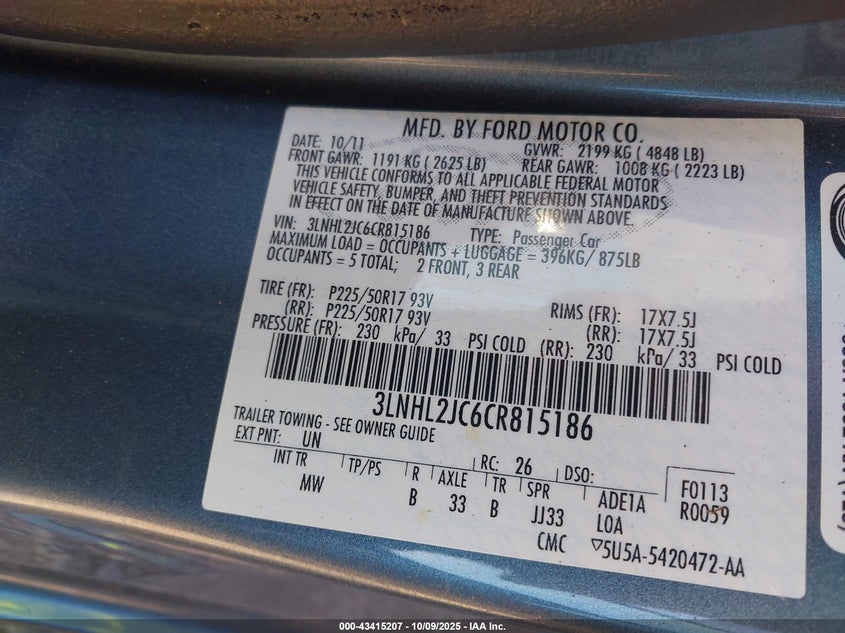 MFD. BY FORD MOTOR CO.
DATE: 10/11 GVWR: 2199 KG ( 4848 LB)
FRONT GAWR: 1191 KG ( 2625 LB) REAR GAWR: 1008 KG ( 2223 LB)
THIS VEHICLE CONFORMS TO ALL APPLICABLE FEDERAL MOTOR
VEHICLE SAFETY, BUMPER, AND THEFT PREVENTION STANDARDS
IN EFFECT ON THE DATE OF MANUFACTURE SHOWN ABOVE.
VIN: 3LNHL2JC6CR815186 TYPE: Passenger Car
MAXIMUM LOAD = OCCUPANTS + LUGGAGE = 396KG/ 875LB
OCCUPANTS = 5 TOTAL; 2 FRONT, 3 REAR
TIRE (FR): P225/50R17 93V RIMS (FR): 17X7.5J
(RR): P225/50R17 93V (RR): 17X7.5J
PRESSURE (FR): 230 kPa/ 33 PSI COLD (RR): 230 kPa/ 33 PSI COLD
3LNHL2JC6CR815186
TRAILER TOWING - SEE OWNER GUIDE
EXT PNT: UN RC: 26 DSO: F0113
INT TR TP/PS R AXLE TR SPR ADE1A R0059
MW B 33 B JJ33 LOA
CMC ▽5U5A-5420472-AA
000-43415207 - 10/09/2025 - IAA Inc.